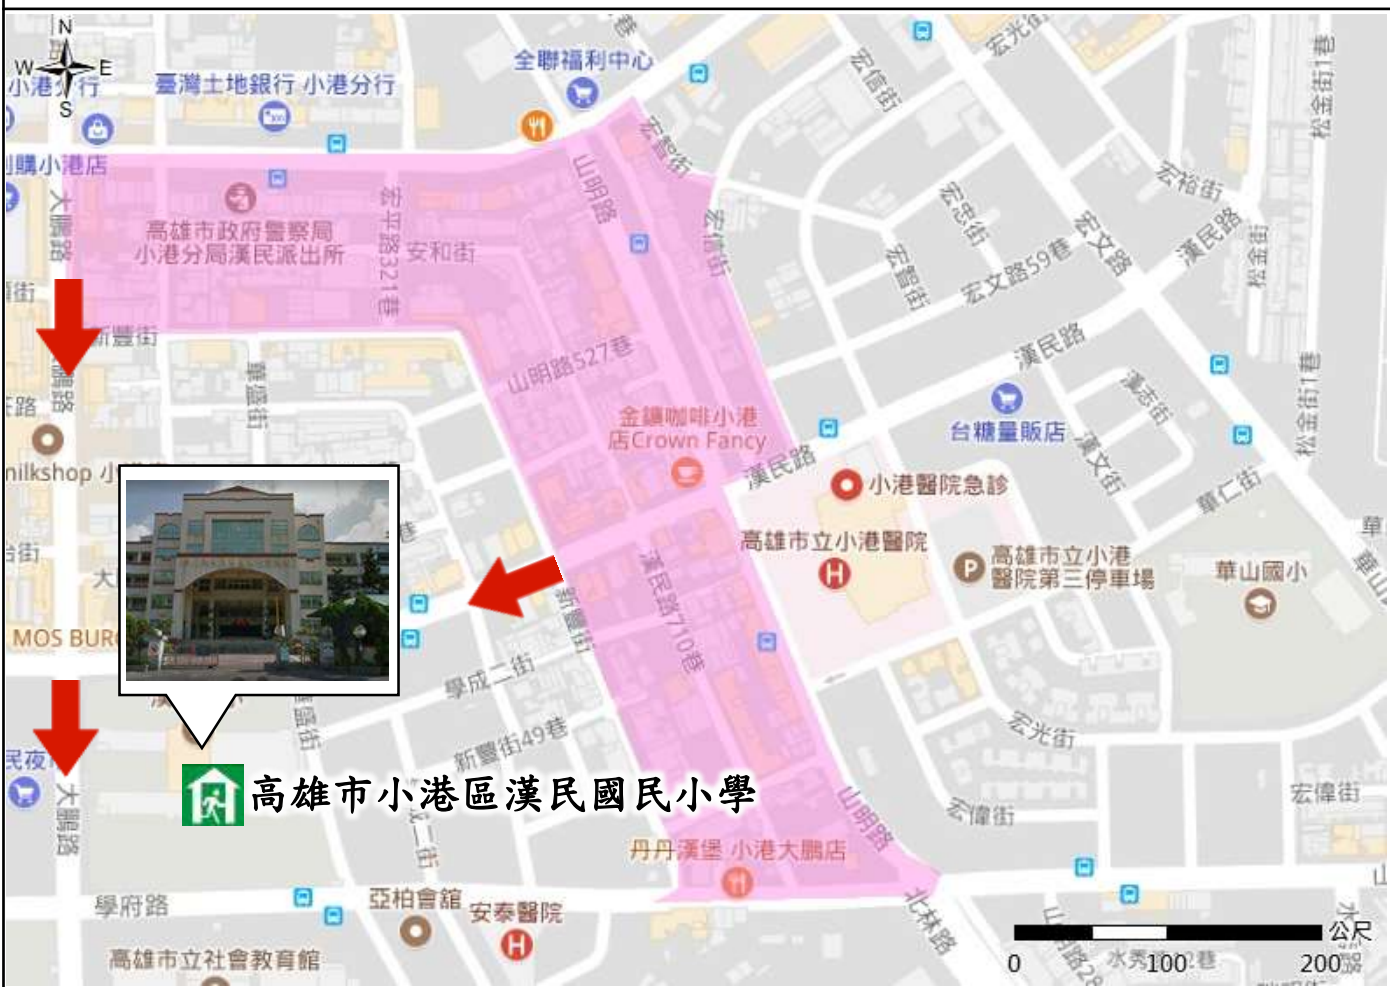 N
W
E
S
小港分行
臺灣土地銀行 小港分行
全聯福利中心
宏光街
宏信街
松金街1巷
購小港店
大鵬路
高雄市政府警察局
小港分局漢民派出所
宏平路321巷
安和街
山明路
宏智街
宏信街
宏智街
宏忠街
宏裕街
宏文路
漢民路
松金街
宏文路59巷
新豐街
華盛街
山明路527巷
漢民路
漢志街
松金街1巷
金鑛咖啡小港
店Crown Fancy
台糖量販店
漢文街
漢民路
小港醫院急診
華仁街
milkshop
高雄市立小港醫院
高雄市立小港
醫院第三停車場
華山國小
漢民路710巷
新豐街
MOS BURG
學成二街
新豐街49巷
宏光街
宏偉街
宏偉街
高雄市小港區漢民國民小學
大鵬路
山明路
丹丹漢堡 小港大鵬店
學府路
亞柏會館
安泰醫院
北林路
高雄市立社會教育館
公尺
0
100
200